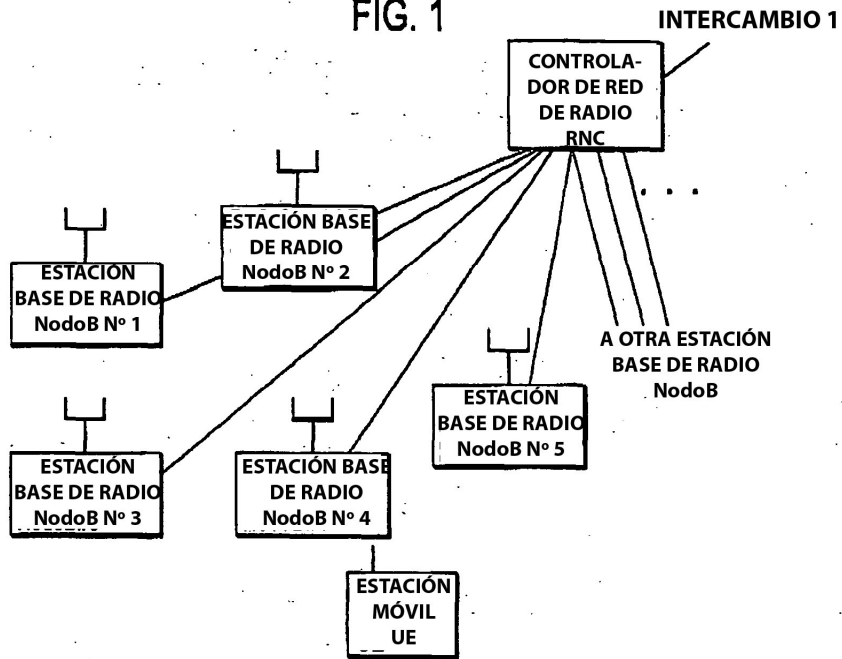 FIG. 1
INTERCAMBIO 1
CONTROLA-
DOR DE RED
DE RADIO
RNC
ESTACIÓN BASE
DE RADIO
NodoB Nº 2
ESTACIÓN
BASE DE RADIO
NodoB Nº 1
A OTRA ESTACIÓN
BASE DE RADIO
NodoB
ESTACIÓN
BASE DE RADIO
NodoB Nº 5
ESTACIÓN
BASE DE RADIO
NodoB Nº 3
ESTACIÓN BASE
DE RADIO
NodoB Nº 4
ESTACIÓN
MÓVIL
UE